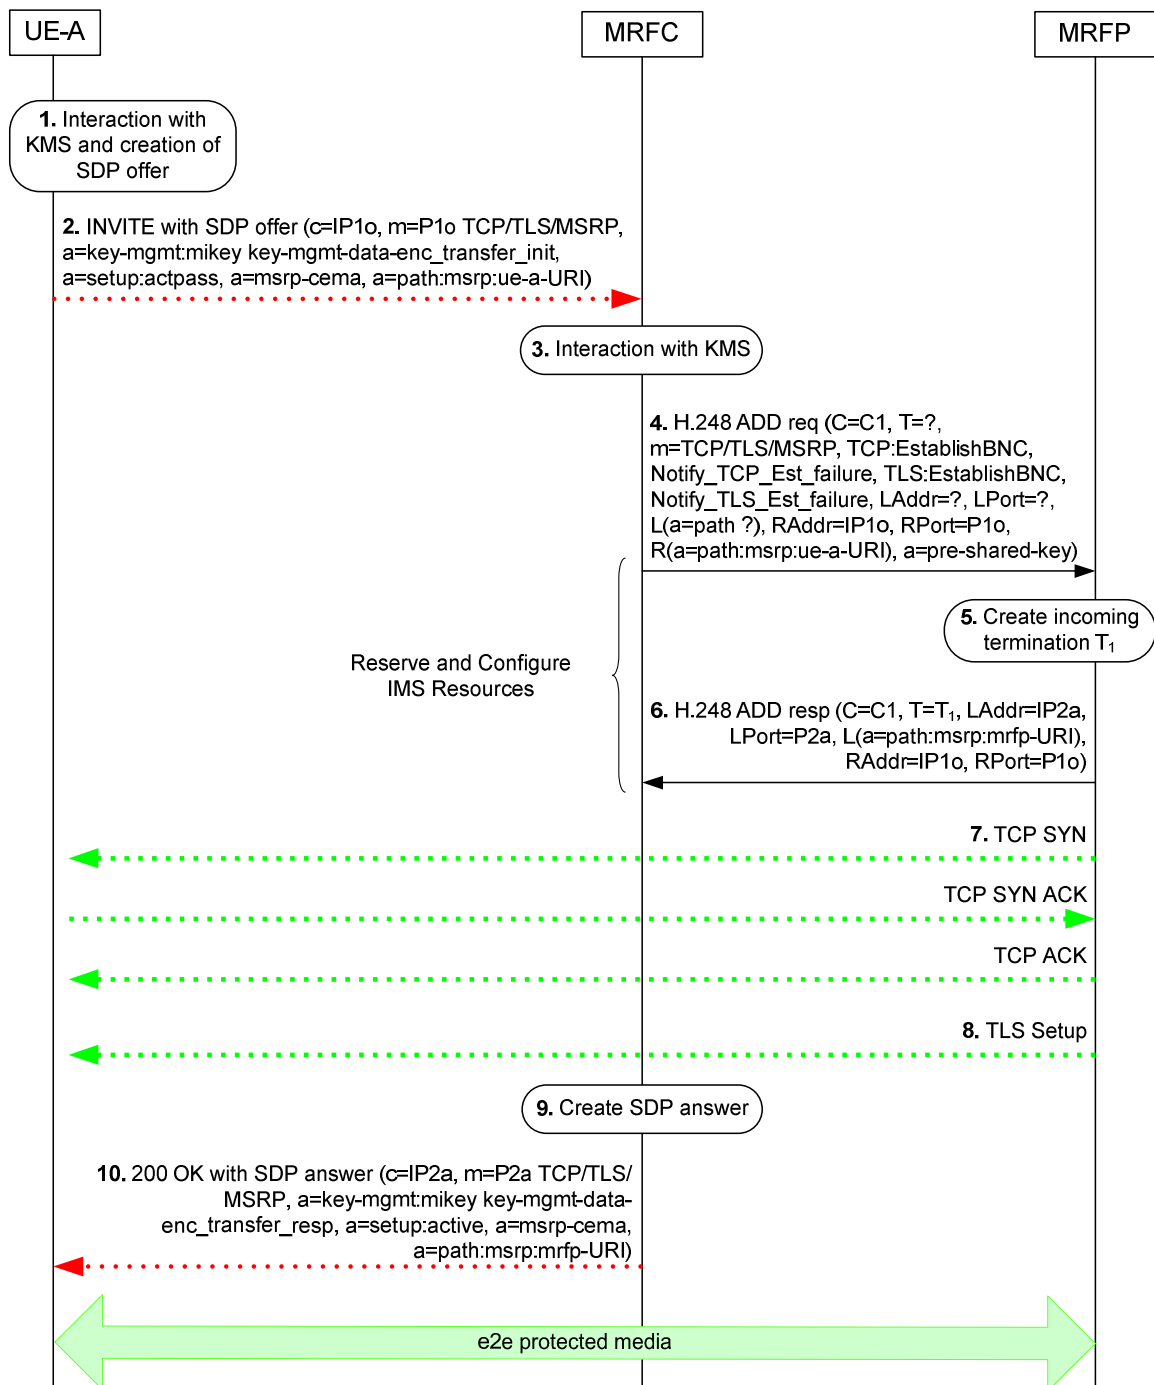 UE-A
MRFC
MRFP
1. Interaction with
KMS and creation of
SDP offer
2. INVITE with SDP offer (c=IP1o, m=P1o TCP/TLS/MSRP,
a=key-mgmt:mikey key-mgmt-data-enc_transfer_init,
a=setup:actpass, a=msrp-cema, a=path:msrp:ue-a-URI)
3. Interaction with KMS
4. H.248 ADD req (C=C1, T=?,
m=TCP/TLS/MSRP, TCP:EstablishBNC,
Notify_TCP_Est_failure, TLS:EstablishBNC,
Notify_TLS_Est_failure, LAddr=?, LPort=?,
L(a=path ?), RAddr=IP1o, RPort=P1o,
R(a=path:msrp:ue-a-URI), a=pre-shared-key)
5. Create incoming
termination T1
Reserve and Configure
IMS Resources
6. H.248 ADD resp (C=C1, T=T1, LAddr=IP2a,
LPort=P2a, L(a=path:msrp:mrfp-URI),
RAddr=IP1o, RPort=P1o)
7. TCP SYN
TCP SYN ACK
TCP ACK
8. TLS Setup
9. Create SDP answer
10. 200 OK with SDP answer (c=IP2a, m=P2a TCP/TLS/
MSRP, a=key-mgmt:mikey key-mgmt-data-
enc_transfer_resp, a=setup:active, a=msrp-cema,
a=path:msrp:mrfp-URI)
e2e protected media